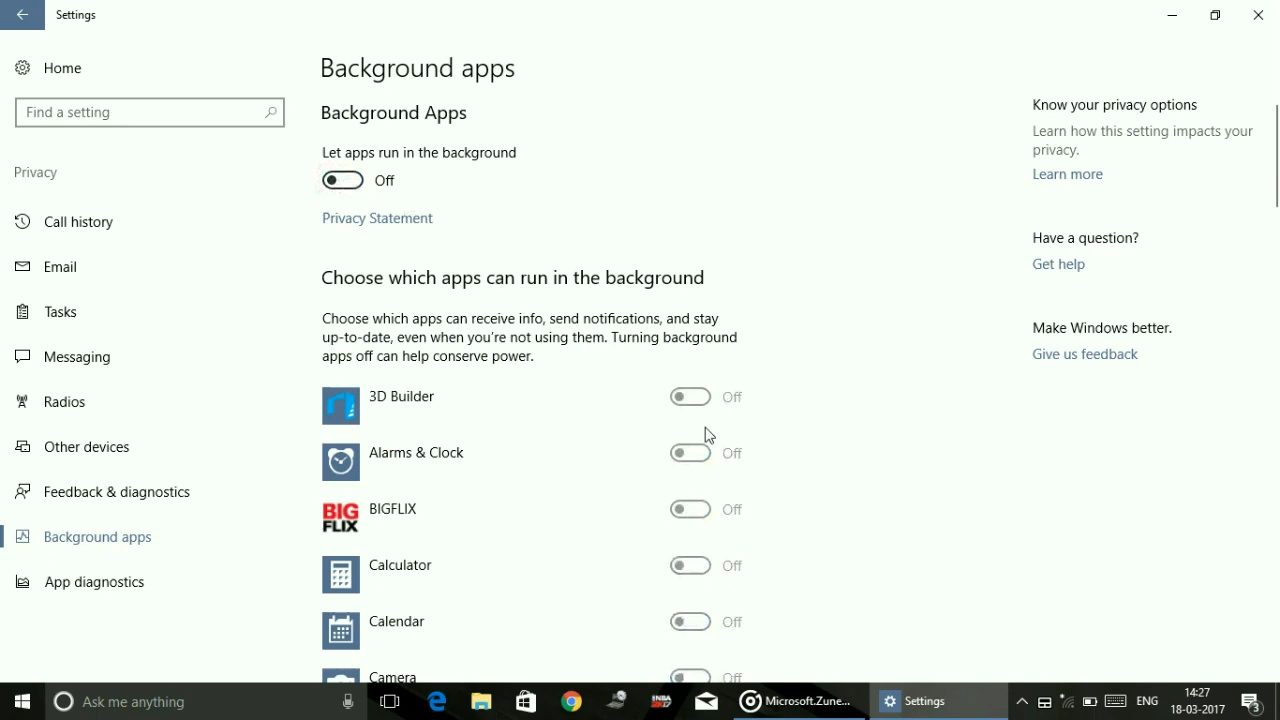 Settings
Home
Find a setting
Privacy
Call history
Email
Tasks
Messaging
Radios
Other devices
Feedback & diagnostics
Background apps
App diagnostics
Background apps
Background Apps
Let apps run in the background
Off
Privacy Statement
Choose which apps can run in the background
Choose which apps can receive info, send notifications, and stay
up-to-date, even when you're not using them. Turning background
apps off can help conserve power.
3D Builder Off
Alarms & Clock Off
BIG
FLIX
BIGFLIX Off
Calculator Off
Calendar Off
Camera Off
Know your privacy options
Learn how this setting impacts your
privacy.
Learn more
Have a question?
Get help
Make Windows better.
Give us feedback
Ask me anything
Microsoft.Zune...
Settings
ENG
14:27
18-03-2017
3